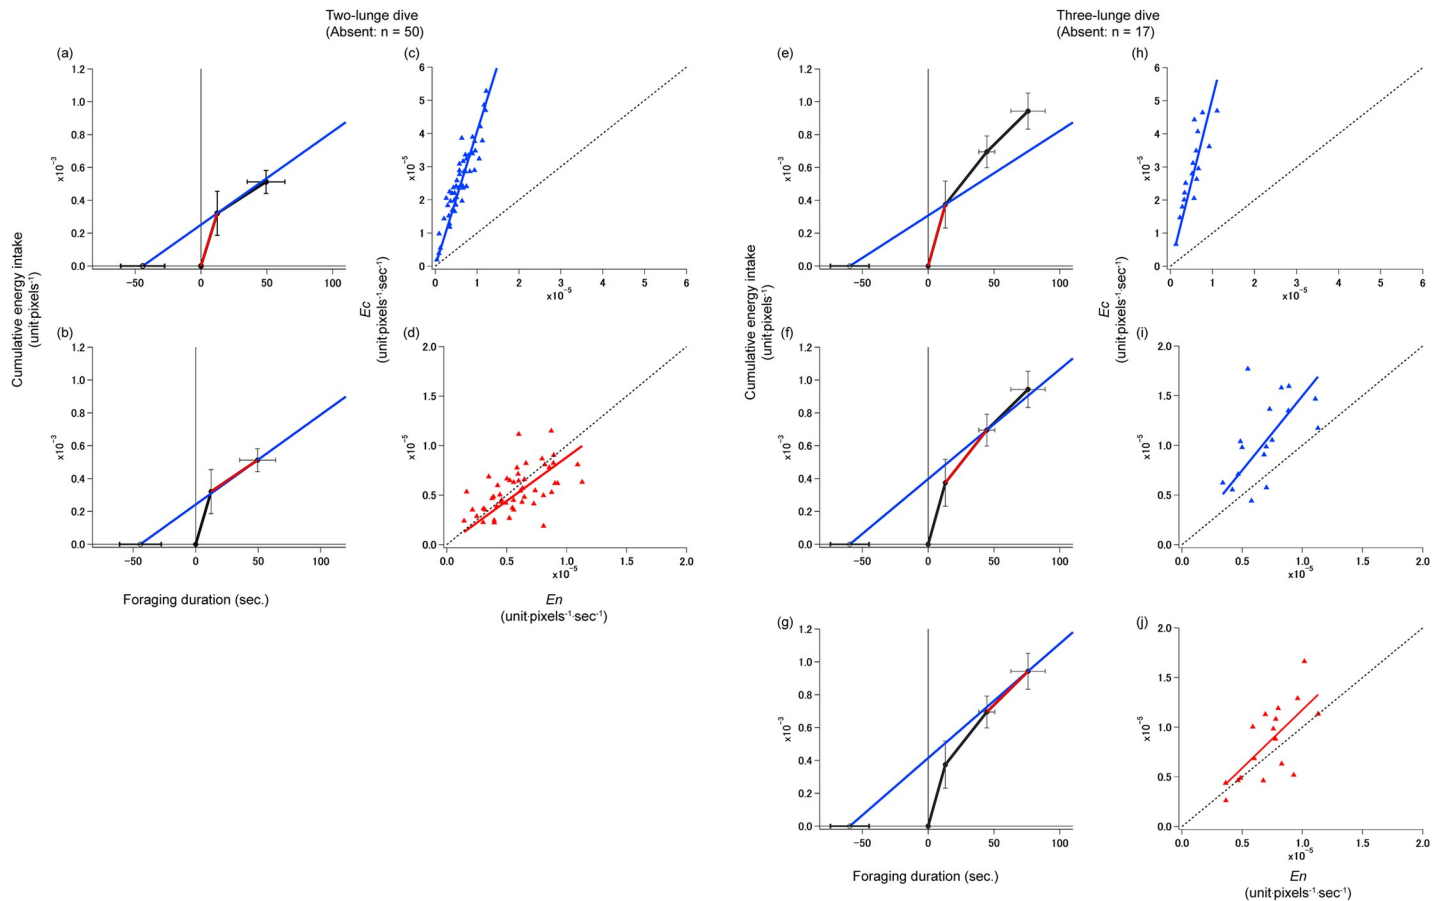 Two-lunge dive
(Absent: n = 50)
Three-lunge dive
(Absent: n = 17)
(a)
1.2
1.0
0.8
0.6
0.4
0.2
0.0
x10⁻³
−50
0
50
100
(c)
6
5
4
3
2
1
0
x10⁻⁵
0
1
2
3
4
5
6
x10⁻⁵
(e)
1.2
1.0
0.8
0.6
0.4
0.2
0.0
x10⁻³
−50
0
50
100
(h)
6
5
4
3
2
1
0
x10⁻⁵
0
1
2
3
4
5
6
x10⁻⁵
Cumulative energy intake
(unit·pixels⁻¹)
Ec
(unit·pixels⁻¹·sec⁻¹)
Cumulative energy intake
(unit·pixels⁻¹)
Ec
(unit·pixels⁻¹·sec⁻¹)
(b)
1.2
1.0
0.8
0.6
0.4
0.2
0.0
x10⁻³
−50
0
50
100
Foraging duration (sec.)
(d)
2.0
1.5
1.0
0.5
0.0
x10⁻⁵
0.0
0.5
1.0
1.5
2.0
x10⁻⁵
En
(unit·pixels⁻¹·sec⁻¹)
(f)
1.2
1.0
0.8
0.6
0.4
0.2
0.0
x10⁻³
−50
0
50
100
(i)
2.0
1.5
1.0
0.5
0.0
x10⁻⁵
0.0
0.5
1.0
1.5
2.0
x10⁻⁵
(g)
1.2
1.0
0.8
0.6
0.4
0.2
0.0
x10⁻³
−50
0
50
100
Foraging duration (sec.)
(j)
2.0
1.5
1.0
0.5
0.0
x10⁻⁵
0.0
0.5
1.0
1.5
2.0
x10⁻⁵
En
(unit·pixels⁻¹·sec⁻¹)